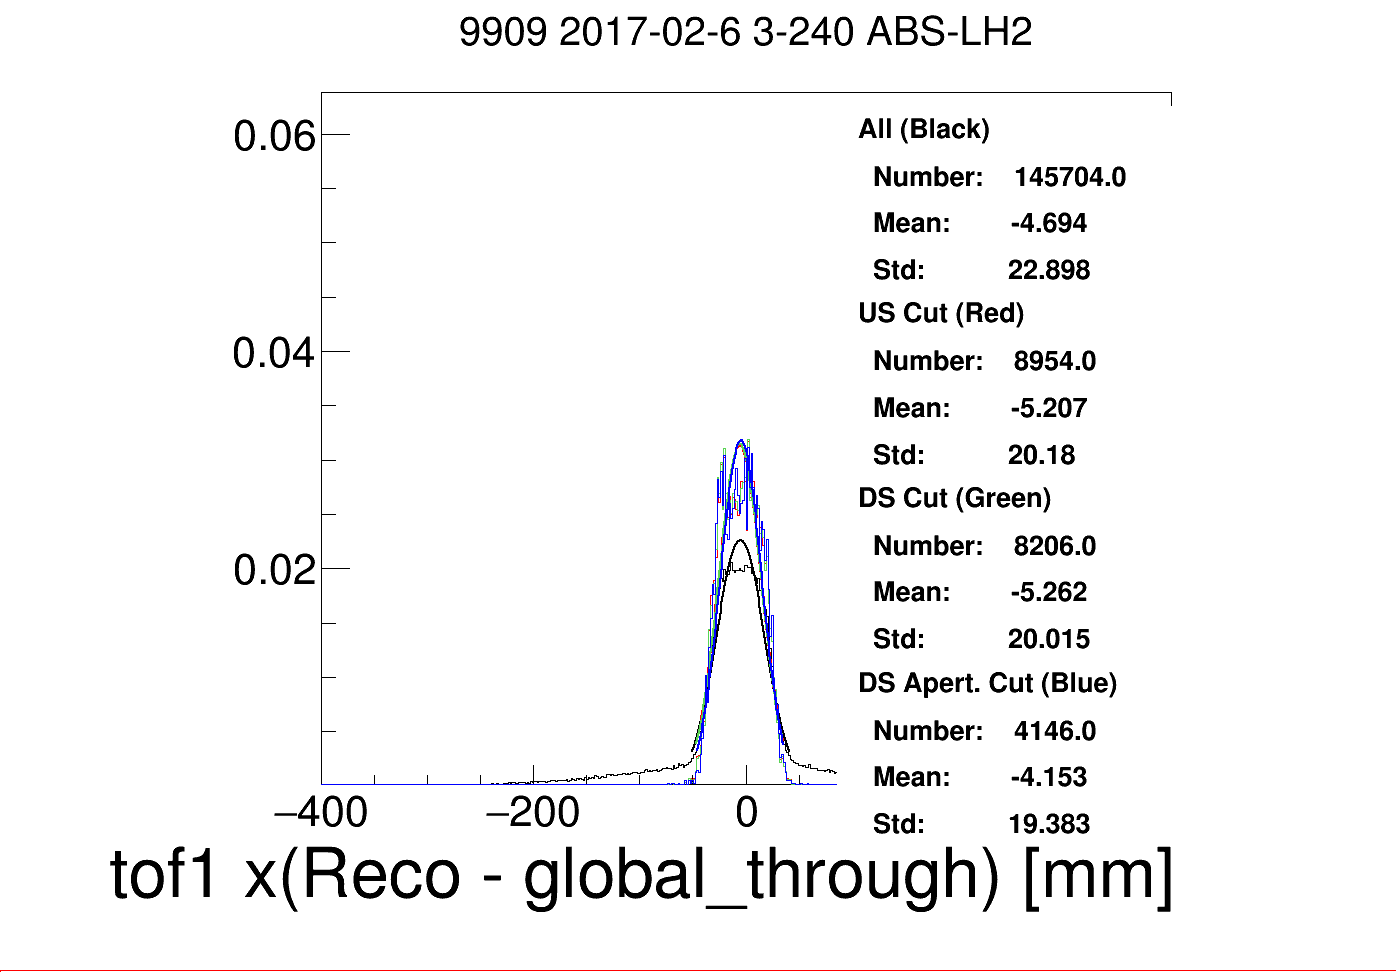 9909 2017-02-6 3-240 ABS-LH2
0.06
0.04
0.02
−400 −200 0
All (Black)
Number: 145704.0
Mean: -4.694
Std: 22.898
US Cut (Red)
Number: 8954.0
Mean: -5.207
Std: 20.18
DS Cut (Green)
Number: 8206.0
Mean: -5.262
Std: 20.015
DS Apert. Cut (Blue)
Number: 4146.0
Mean: -4.153
Std: 19.383
tof1 x(Reco - global_through) [mm]